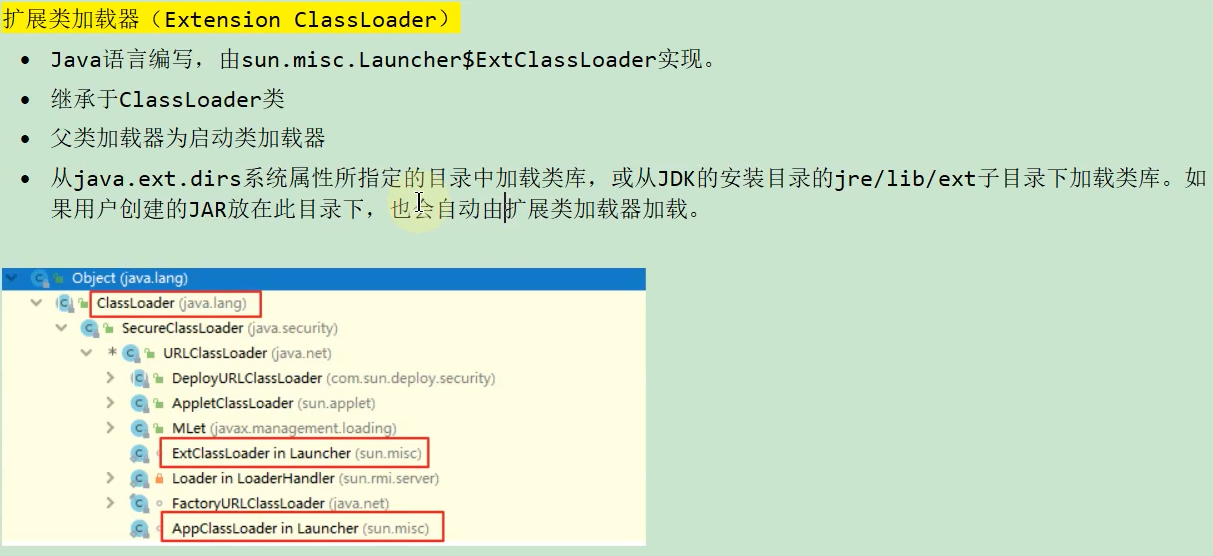 扩展类加载器（Extension ClassLoader）
• Java语言编写，由sun.misc.Launcher$ExtClassLoader实现。
• 继承于ClassLoader类
• 父类加载器为启动类加载器
• 从java.ext.dirs系统属性所指定的目录中加载类库，或从JDK的安装目录的jre/lib/ext子目录下加载类库。如
果用户创建的JAR放在此目录下，也会自动由扩展类加载器加载。
Object (java.lang)
ClassLoader (java.lang)
SecureClassLoader (java.security)
* URLClassLoader (java.net)
DeployURLClassLoader (com.sun.deploy.security)
AppletClassLoader (sun.applet)
MLet (javax.management.loading)
ExtClassLoader in Launcher (sun.misc)
Loader in LoaderHandler (sun.rmi.server)
FactoryURLClassLoader (java.net)
AppClassLoader in Launcher (sun.misc)